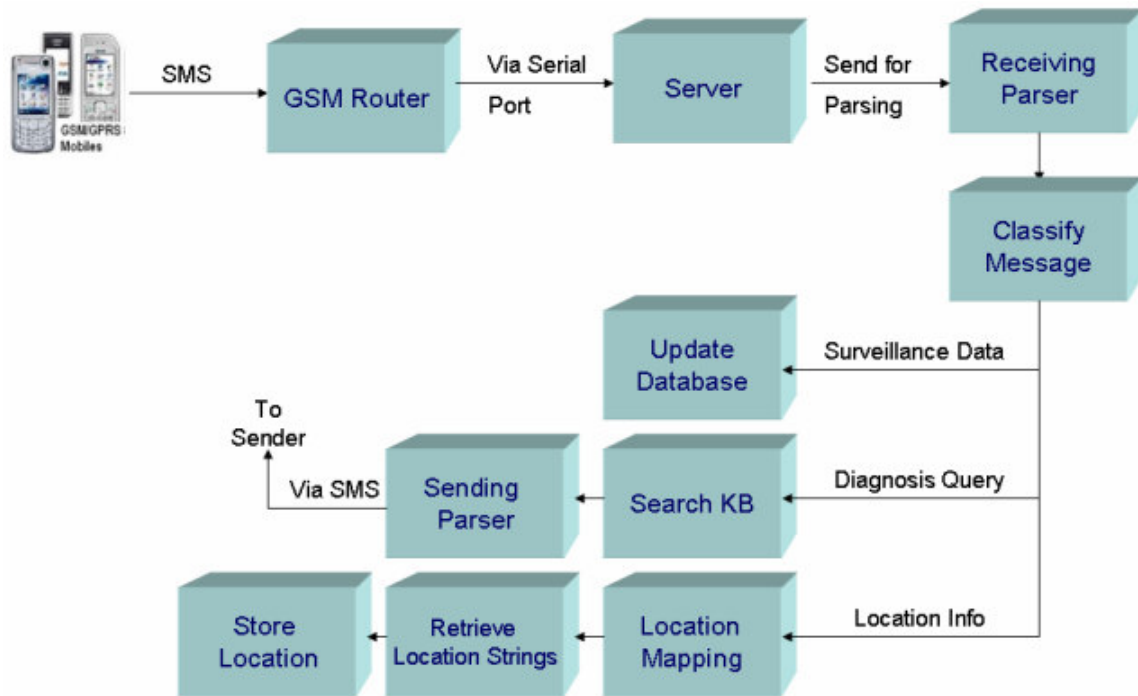 GSM/GPRS
Mobiles
SMS
GSM Router
Via Serial
Port
Server
Send for
Parsing
Receiving
Parser
Classify
Message
Surveillance Data
Update
Database
Diagnosis Query
Search KB
Sending
Parser
Via SMS
To
Sender
Location Info
Location
Mapping
Retrieve
Location Strings
Store
Location